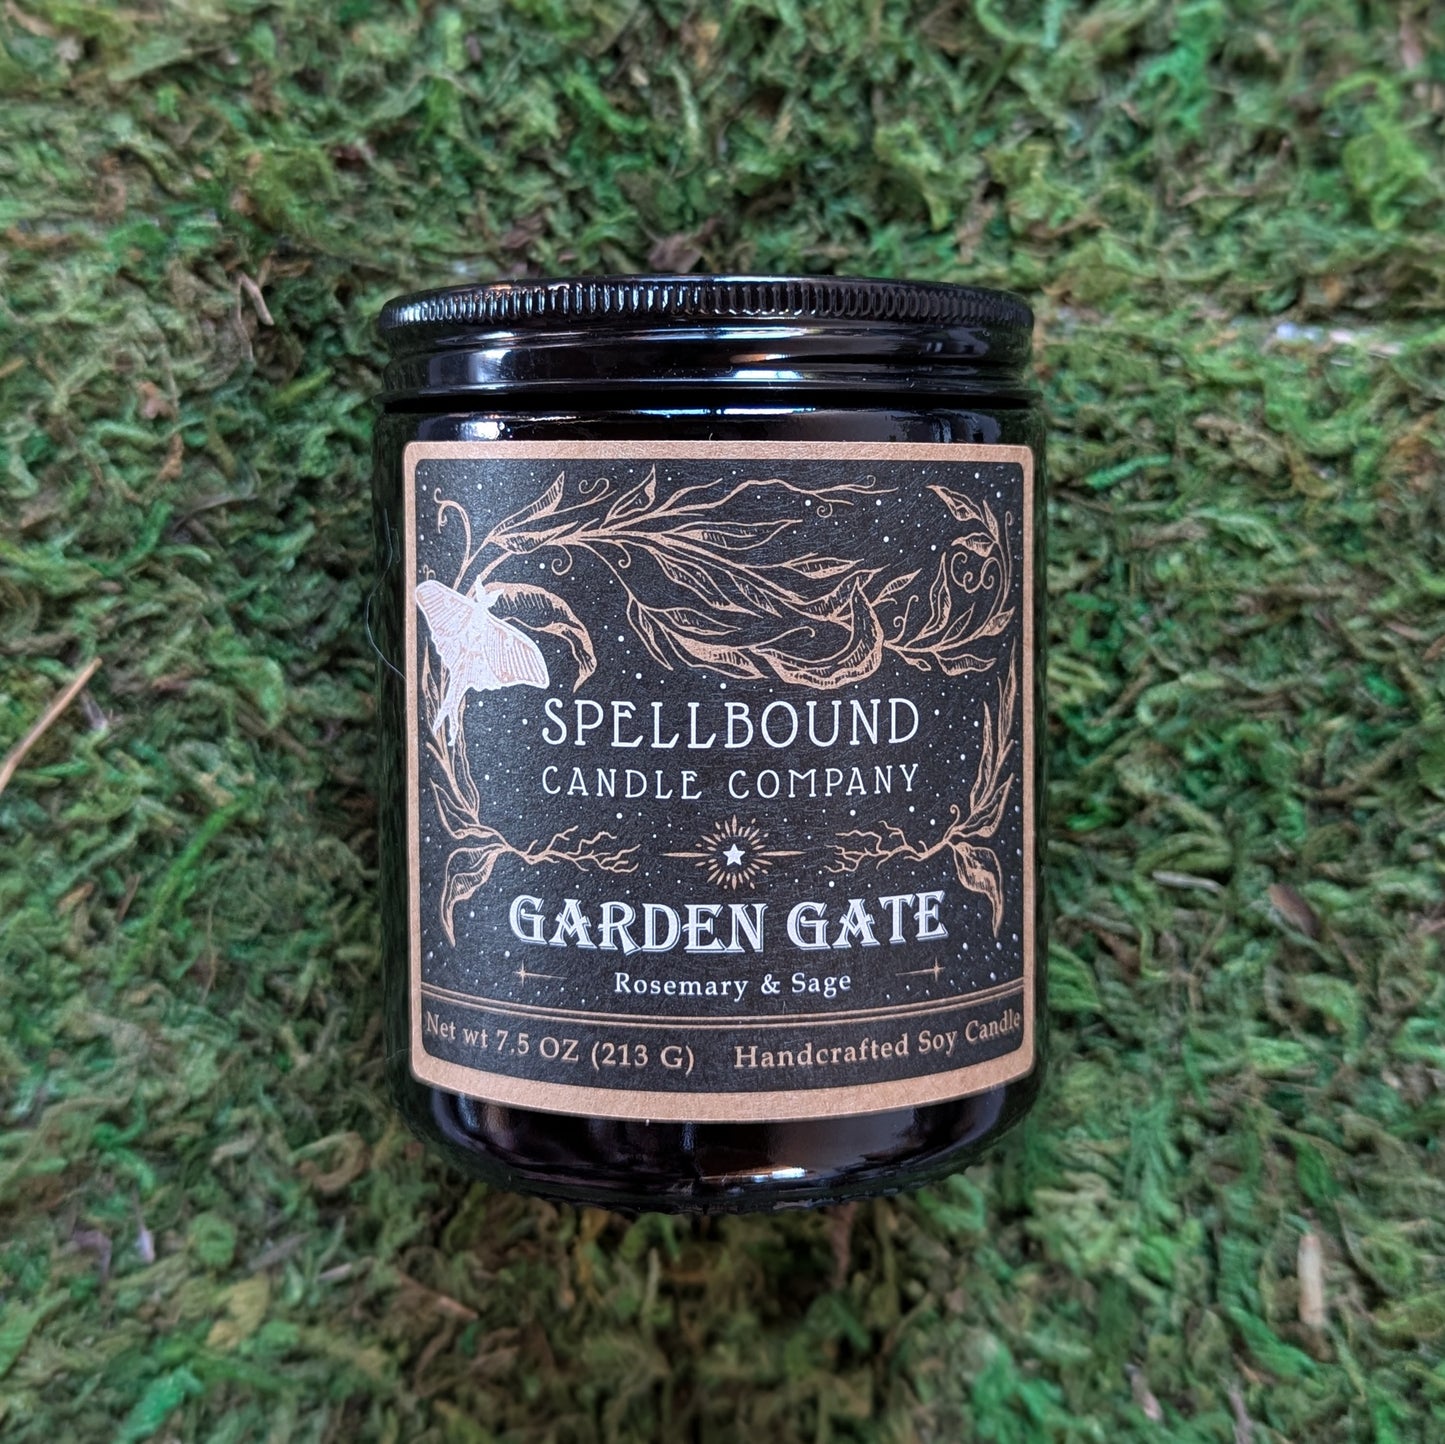 SPELLBOUND
CANDLE COMPANY
GARDEN GATE
Rosemary & Sage
Net wt 7.5 OZ (213 G) Handcrafted Soy Candle